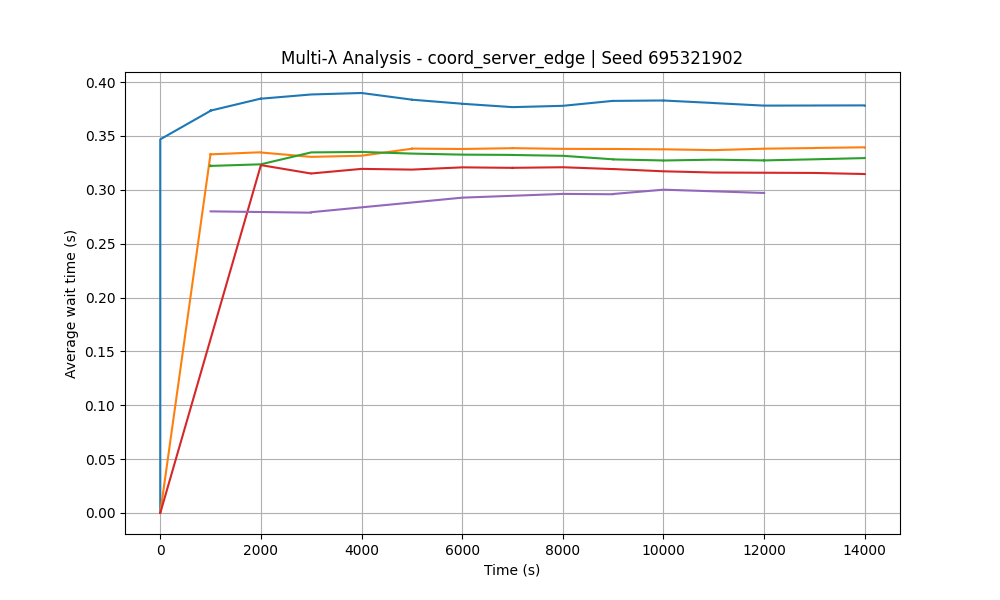 Multi-λ Analysis - coord_server_edge | Seed 695321902
Average wait time (s)
0.40
0.35
0.30
0.25
0.20
0.15
0.10
0.05
0.00
0 2000 4000 6000 8000 10000 12000 14000
Time (s)